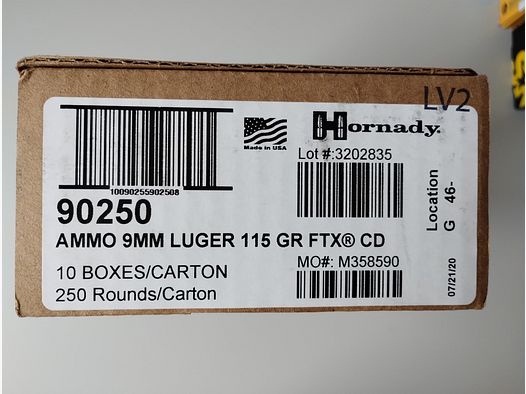 LV2
Hornady.
Made in USA
Lot #:3202835
10090255902508
90250
AMMO 9MM LUGER 115 GR FTX® CD
10 BOXES/CARTON
MO#: M358590
250 Rounds/Carton
Location
G 46-
07/21/20